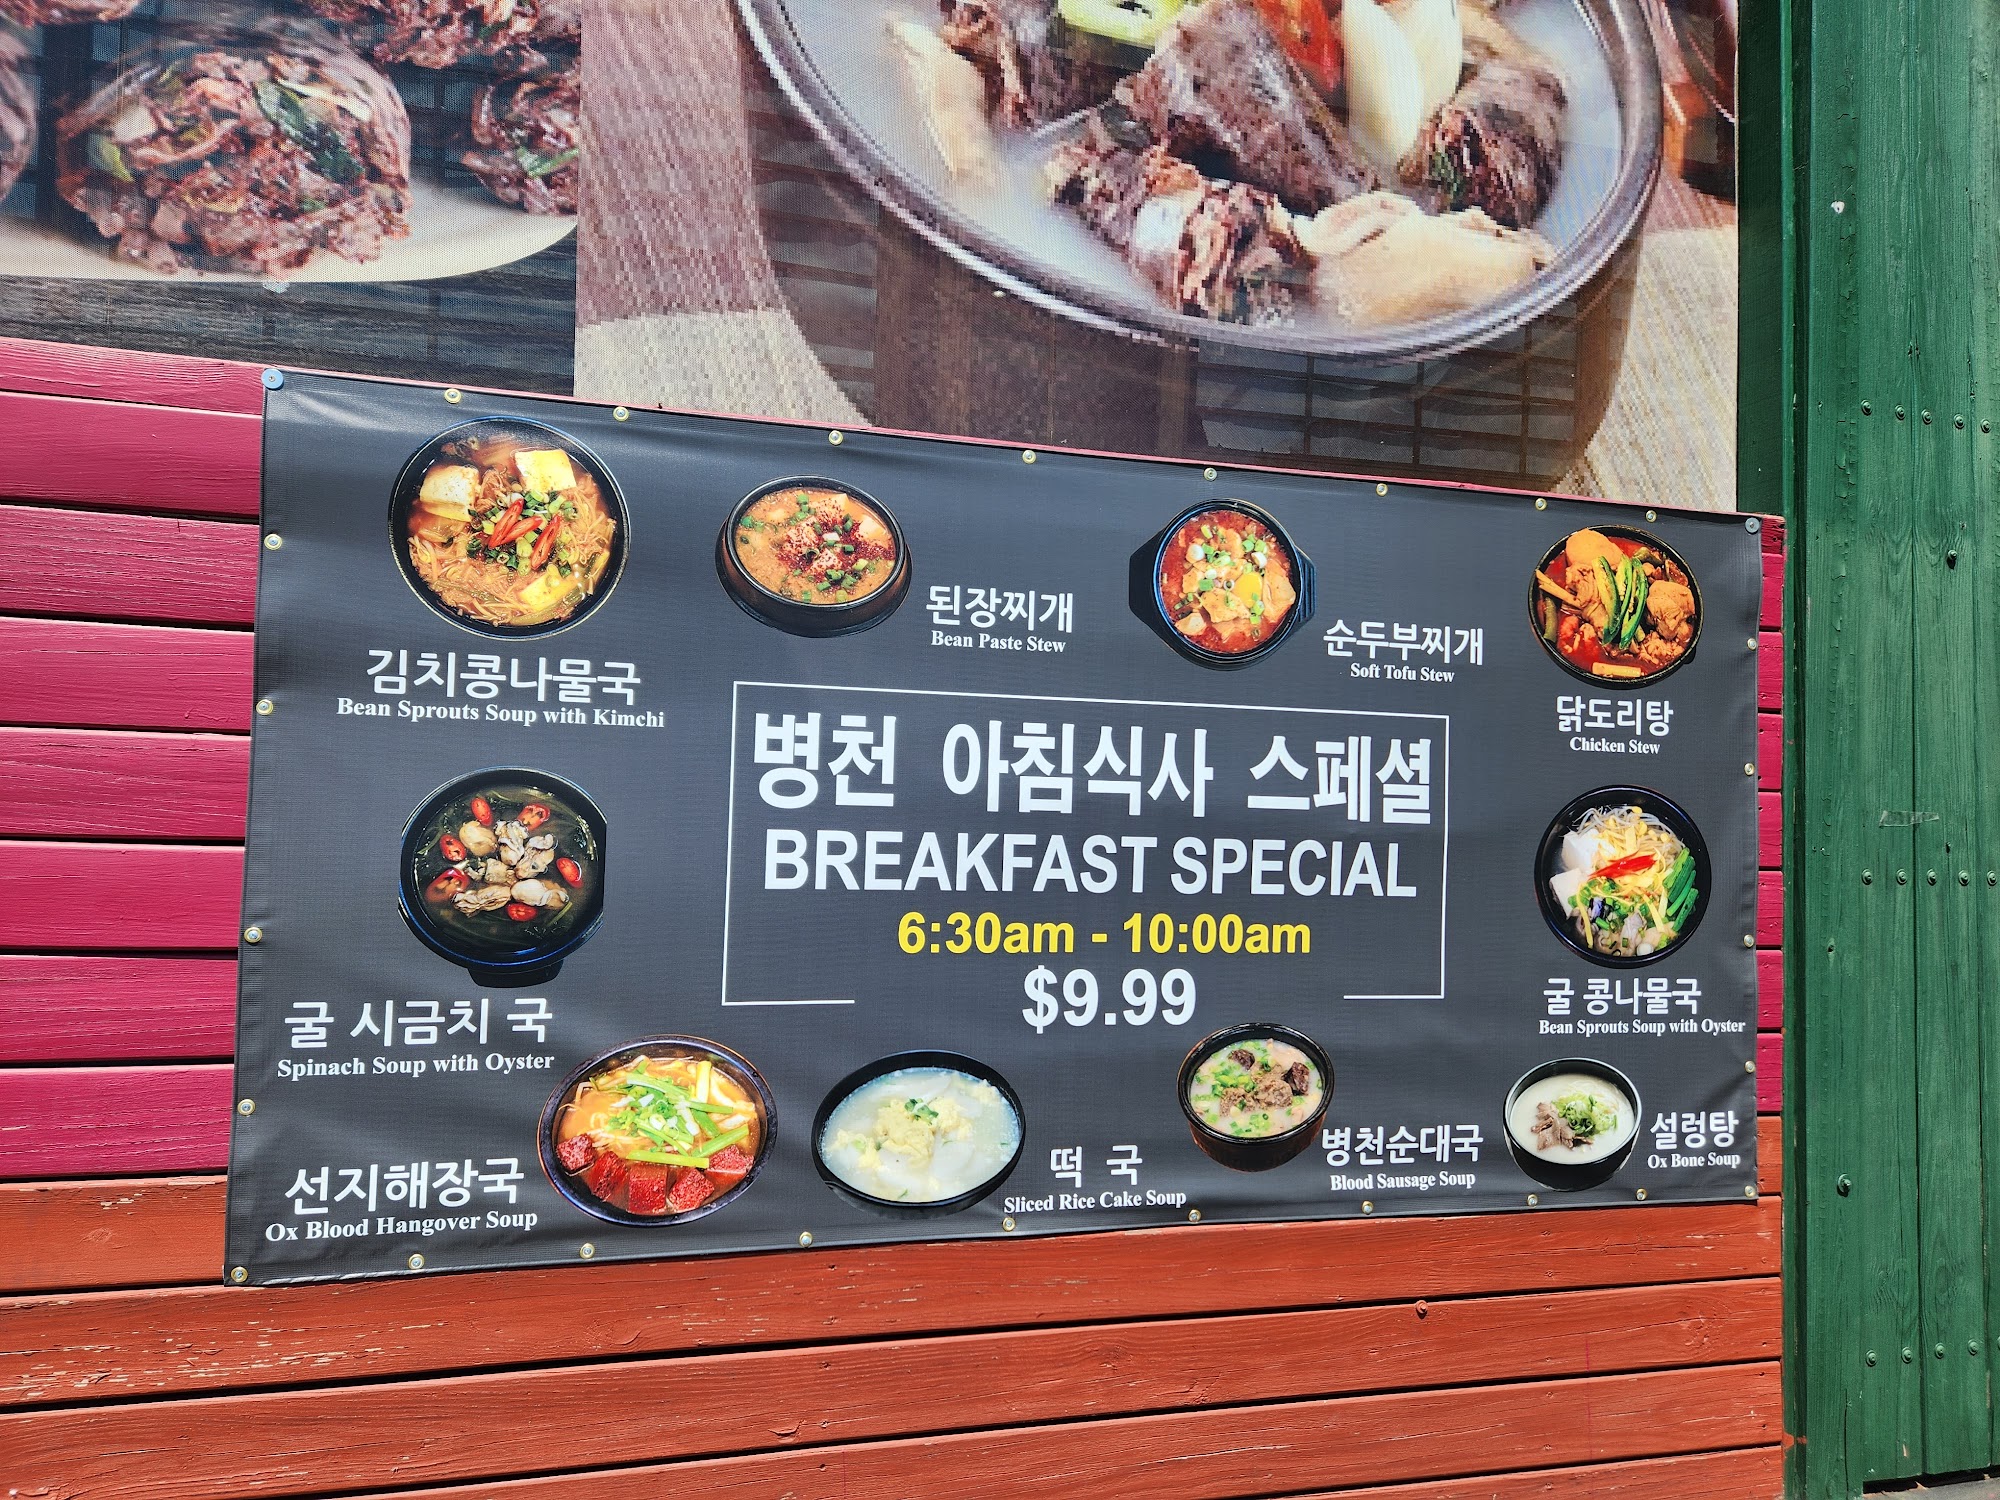 김치콩나물국
Bean Sprouts Soup with Kimchi
된장찌개
Bean Paste Stew
순두부찌개
Soft Tofu Stew
닭도리탕
Chicken Stew
병천 아침식사 스페셜
BREAKFAST SPECIAL
6:30am - 10:00am
$9.99
굴 시금치 국
Spinach Soup with Oyster
굴 콩나물국
Bean Sprouts Soup with Oyster
선지해장국
Ox Blood Hangover Soup
떡 국
Sliced Rice Cake Soup
병천순대국
Blood Sausage Soup
설렁탕
Ox Bone Soup